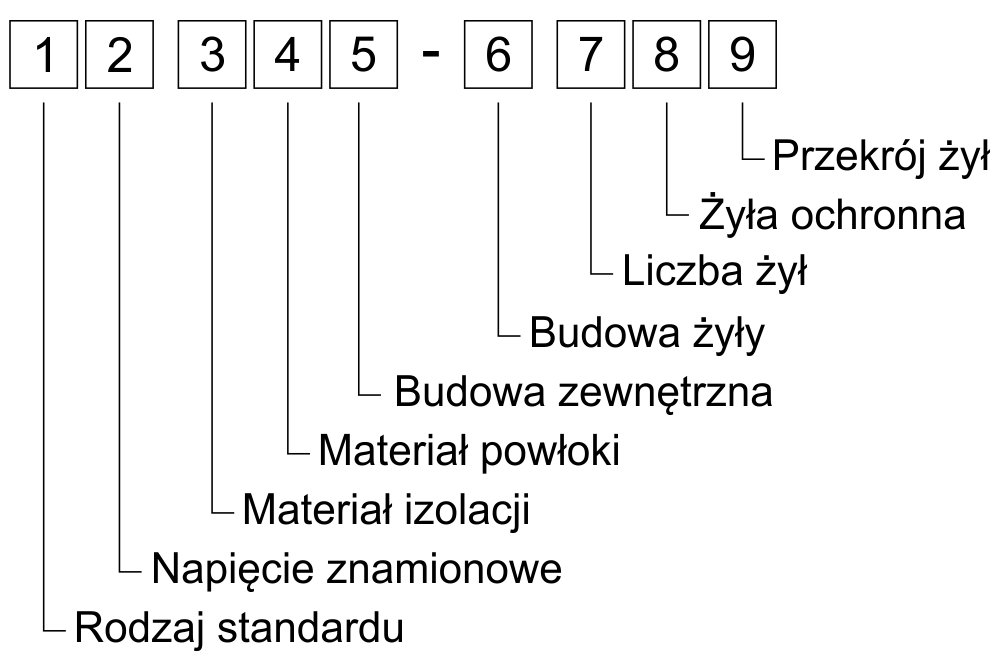 1 2 3 4 5 - 6 7 8 9
Przekrój żył
Żyła ochronna
Liczba żył
Budowa żyły
Budowa zewnętrzna
Materiał powłoki
Materiał izolacji
Napięcie znamionowe
Rodzaj standardu